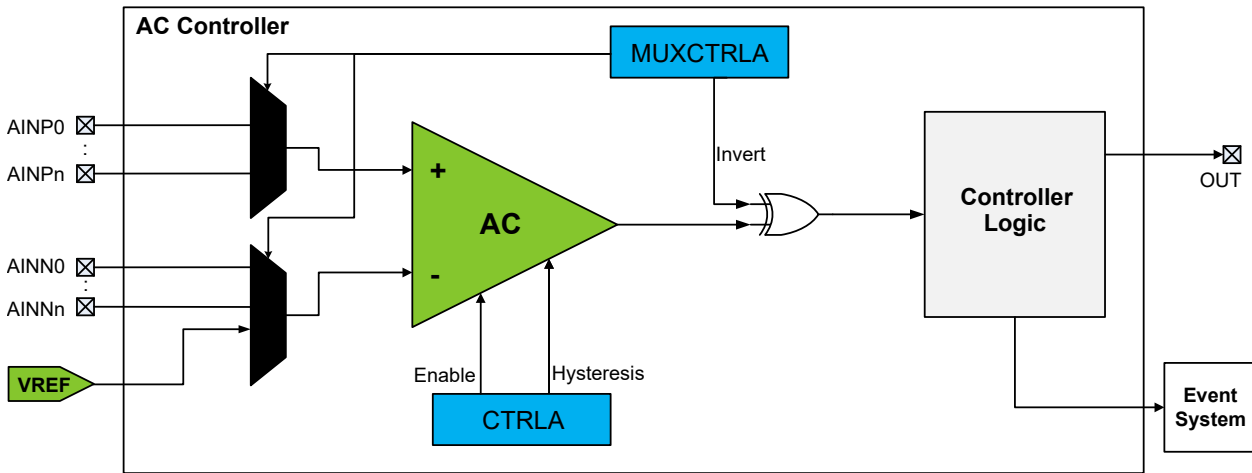 AC Controller
MUXCTRLA
AINP0
:
AINPn
Invert
+
AC
-
Controller
Logic
OUT
AINN0
:
AINNn
VREF
Enable
Hysteresis
CTRLA
Event
System